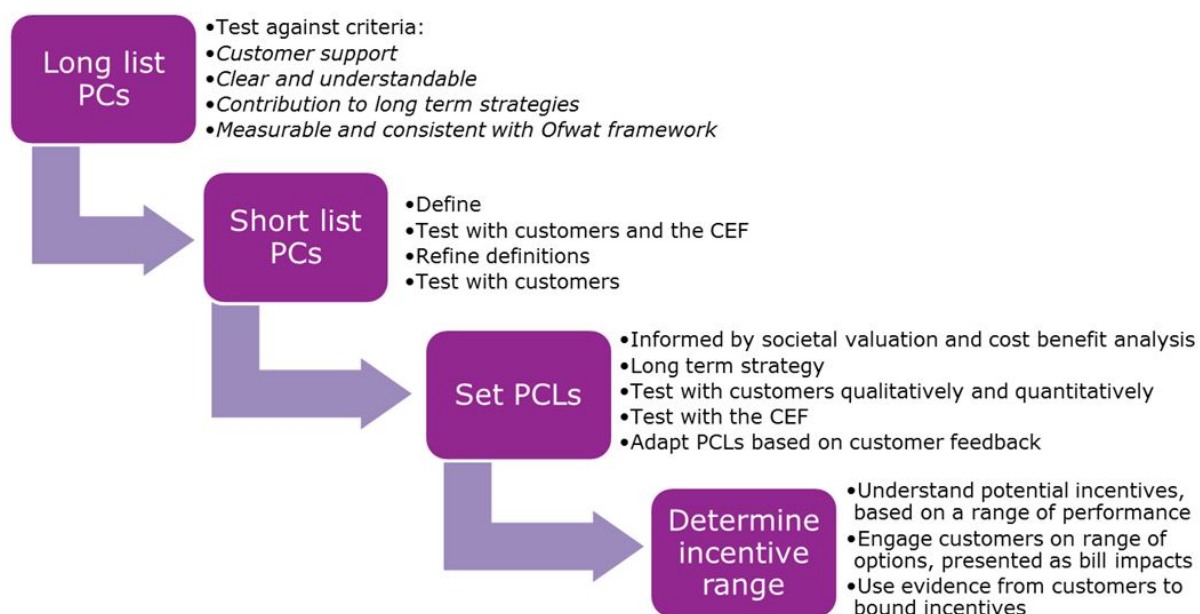 Long list
PCs
•Test against criteria:
•Customer support
•Clear and understandable
•Contribution to long term strategies
•Measurable and consistent with Ofwat framework
Short list
PCs
•Define
•Test with customers and the CEF
•Refine definitions
•Test with customers
Set PCLs
•Informed by societal valuation and cost benefit analysis
•Long term strategy
•Test with customers qualitatively and quantitatively
•Test with the CEF
•Adapt PCLs based on customer feedback
Determine
incentive
range
•Understand potential incentives,
based on a range of performance
•Engage customers on range of
options, presented as bill impacts
•Use evidence from customers to
bound incentives